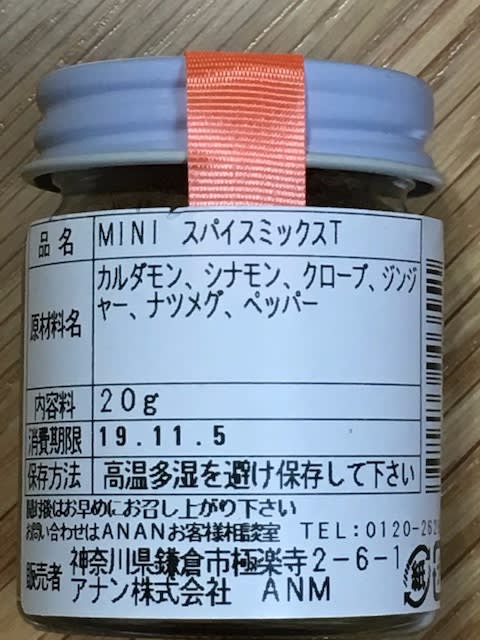 品名 MINI スパイスミックスT
原材料名 カルダモン、シナモン、クローブ、ジンジ
ャー、ナツメグ、ペッパー
内容料 20g
消費期限 19.11.5
保存方法 高温多湿を避け保存して下さい
開封後はお早めにお召し上がり下さい
お問い合わせはANANお客様相談室 TEL:0120-262
販売者 神奈川県鎌倉市極楽寺2-6-1
アナン株式会社 ANM
紙